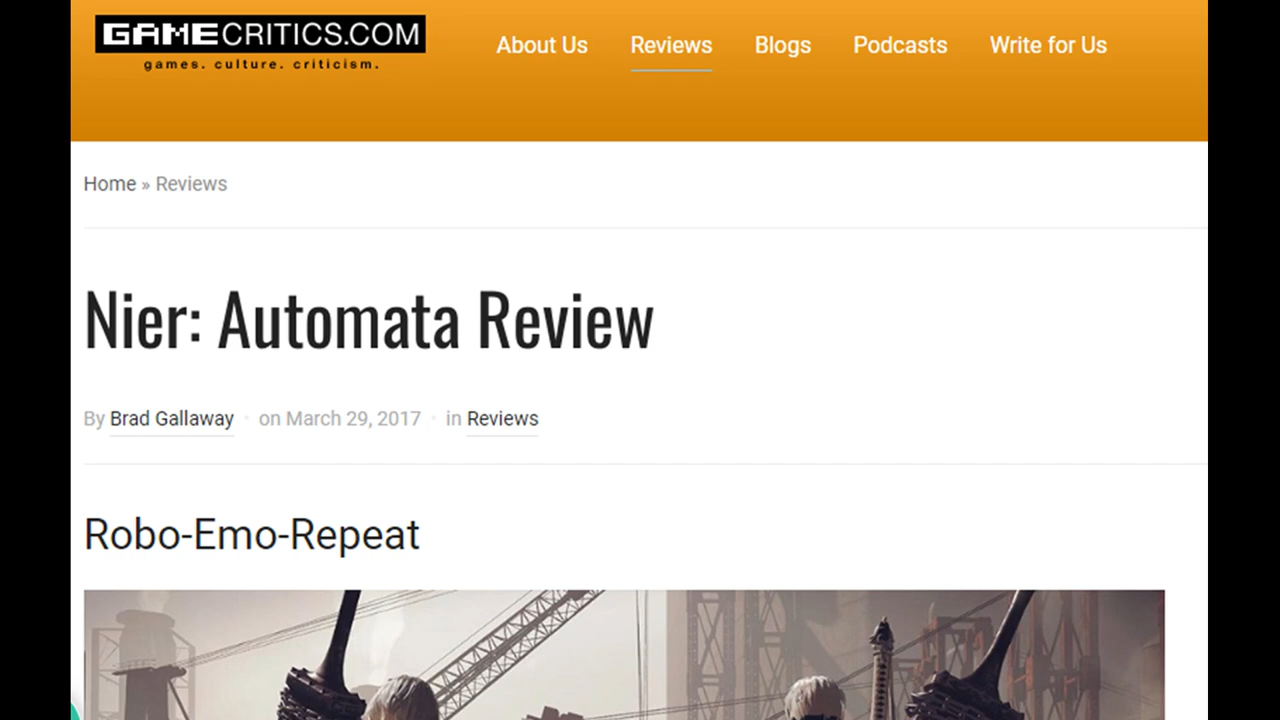 GAMECRITICS.COM
games. culture. criticism.
About Us Reviews Blogs Podcasts Write for Us
Home » Reviews
Nier: Automata Review
By Brad Gallaway · on March 29, 2017 · in Reviews
Robo-Emo-Repeat